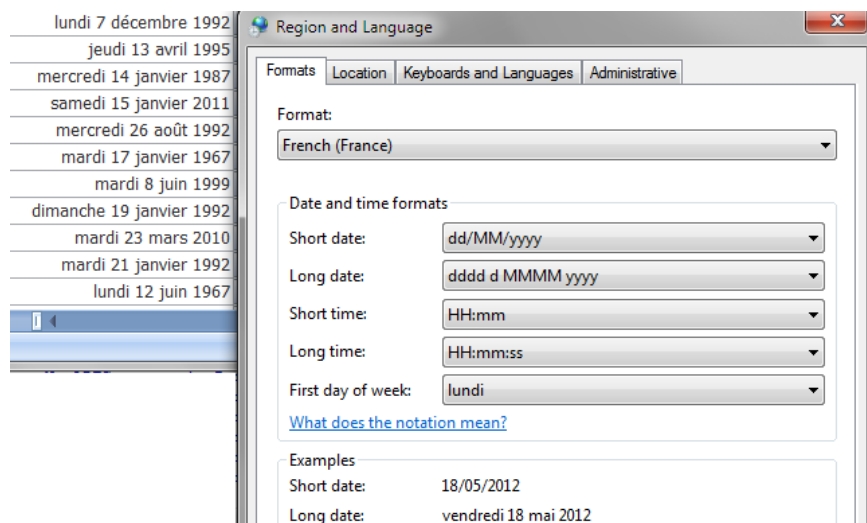 lundi 7 décembre 1992
jeudi 13 avril 1995
mercredi 14 janvier 1987
samedi 15 janvier 2011
mercredi 26 août 1992
mardi 17 janvier 1967
mardi 8 juin 1999
dimanche 19 janvier 1992
mardi 23 mars 2010
mardi 21 janvier 1992
lundi 12 juin 1967
Region and Language
Formats Location Keyboards and Languages Administrative
Format:
French (France)
Date and time formats
Short date: dd/MM/yyyy
Long date: dddd d MMMM yyyy
Short time: HH:mm
Long time: HH:mm:ss
First day of week: lundi
What does the notation mean?
Examples
Short date: 18/05/2012
Long date: vendredi 18 mai 2012